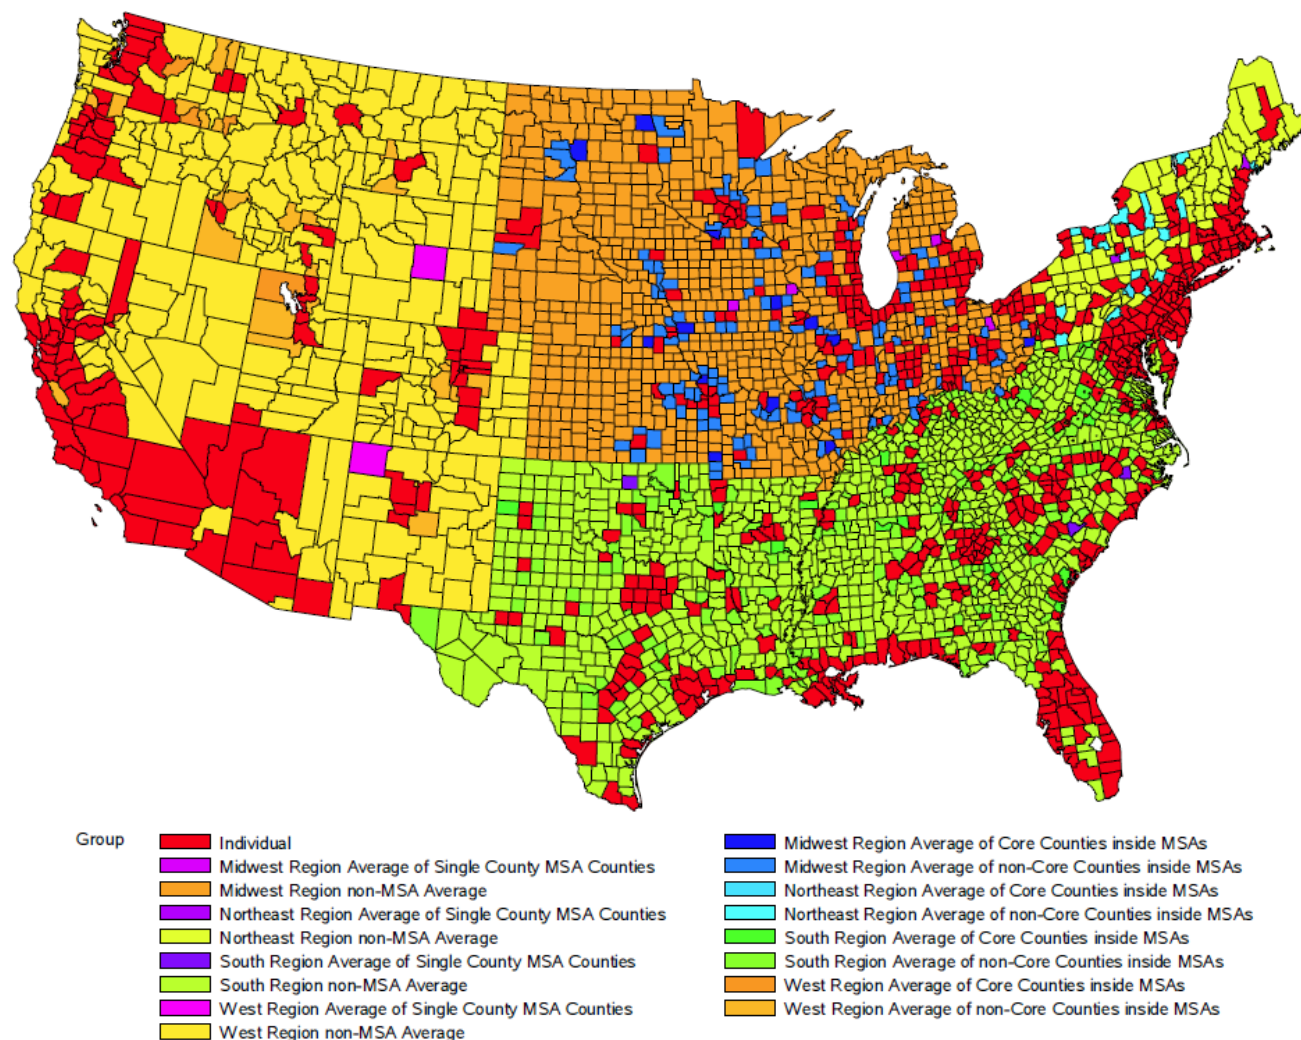 Group
Individual
Midwest Region Average of Single County MSA Counties
Midwest Region non-MSA Average
Northeast Region Average of Single County MSA Counties
Northeast Region non-MSA Average
South Region Average of Single County MSA Counties
South Region non-MSA Average
West Region Average of Single County MSA Counties
West Region non-MSA Average
Midwest Region Average of Core Counties inside MSAs
Midwest Region Average of non-Core Counties inside MSAs
Northeast Region Average of Core Counties inside MSAs
Northeast Region Average of non-Core Counties inside MSAs
South Region Average of Core Counties inside MSAs
South Region Average of non-Core Counties inside MSAs
West Region Average of Core Counties inside MSAs
West Region Average of non-Core Counties inside MSAs